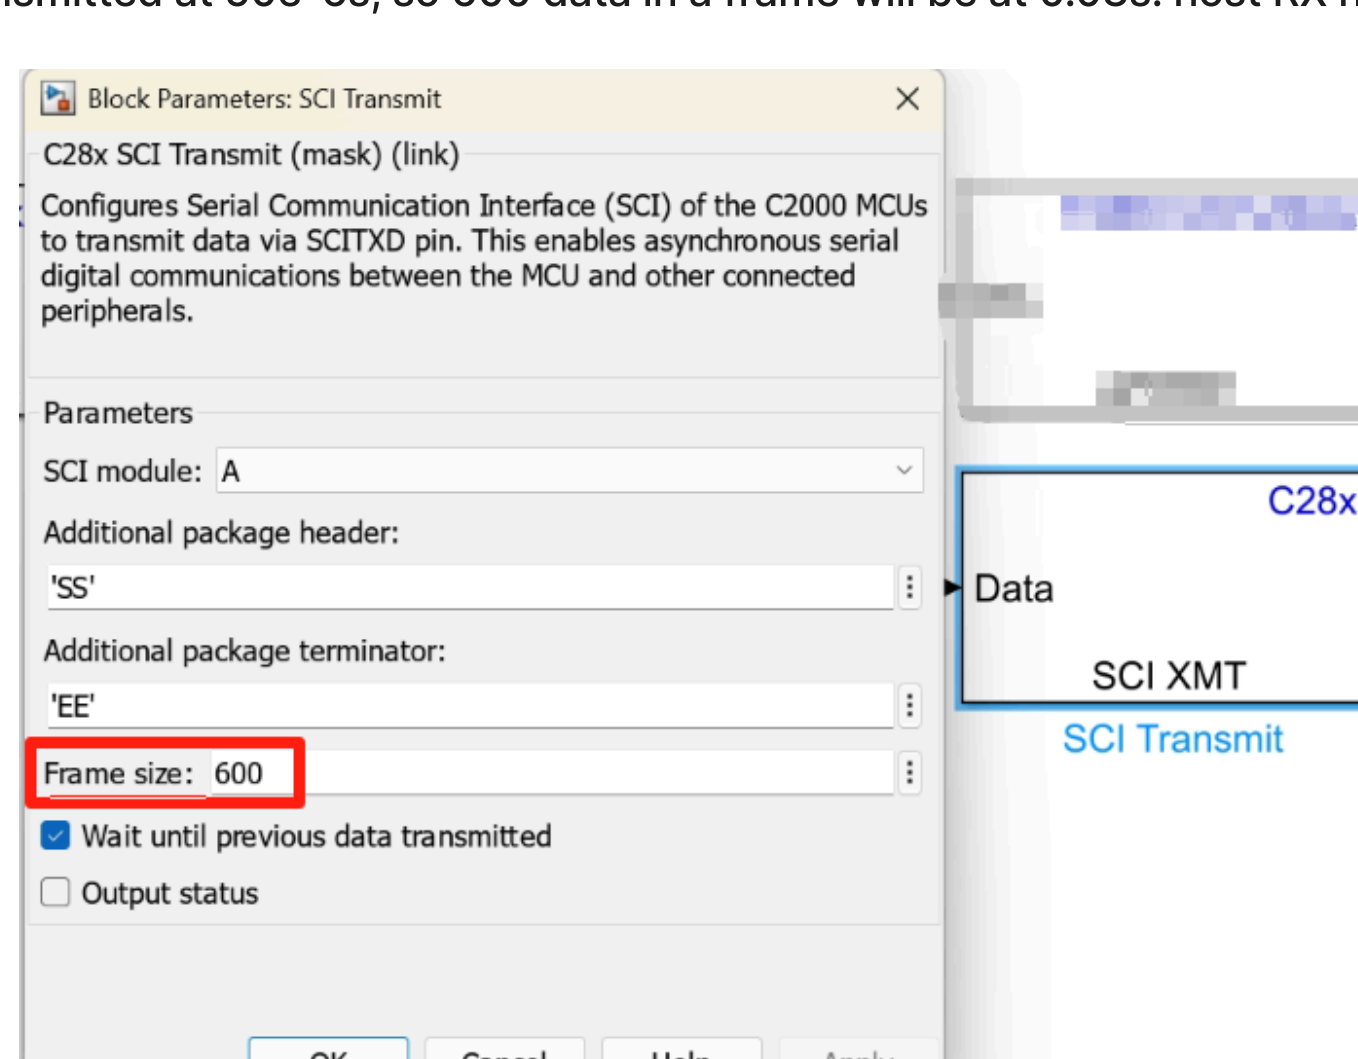 Block Parameters: SCI Transmit
C28x SCI Transmit (mask) (link)
Configures Serial Communication Interface (SCI) of the C2000 MCUs
to transmit data via SCITXD pin. This enables asynchronous serial
digital communications between the MCU and other connected
peripherals.
Parameters
SCI module: A
Additional package header:
'SS'
Additional package terminator:
'EE'
Frame size: 600
Wait until previous data transmitted
Output status
C28x
Data
SCI XMT
SCI Transmit